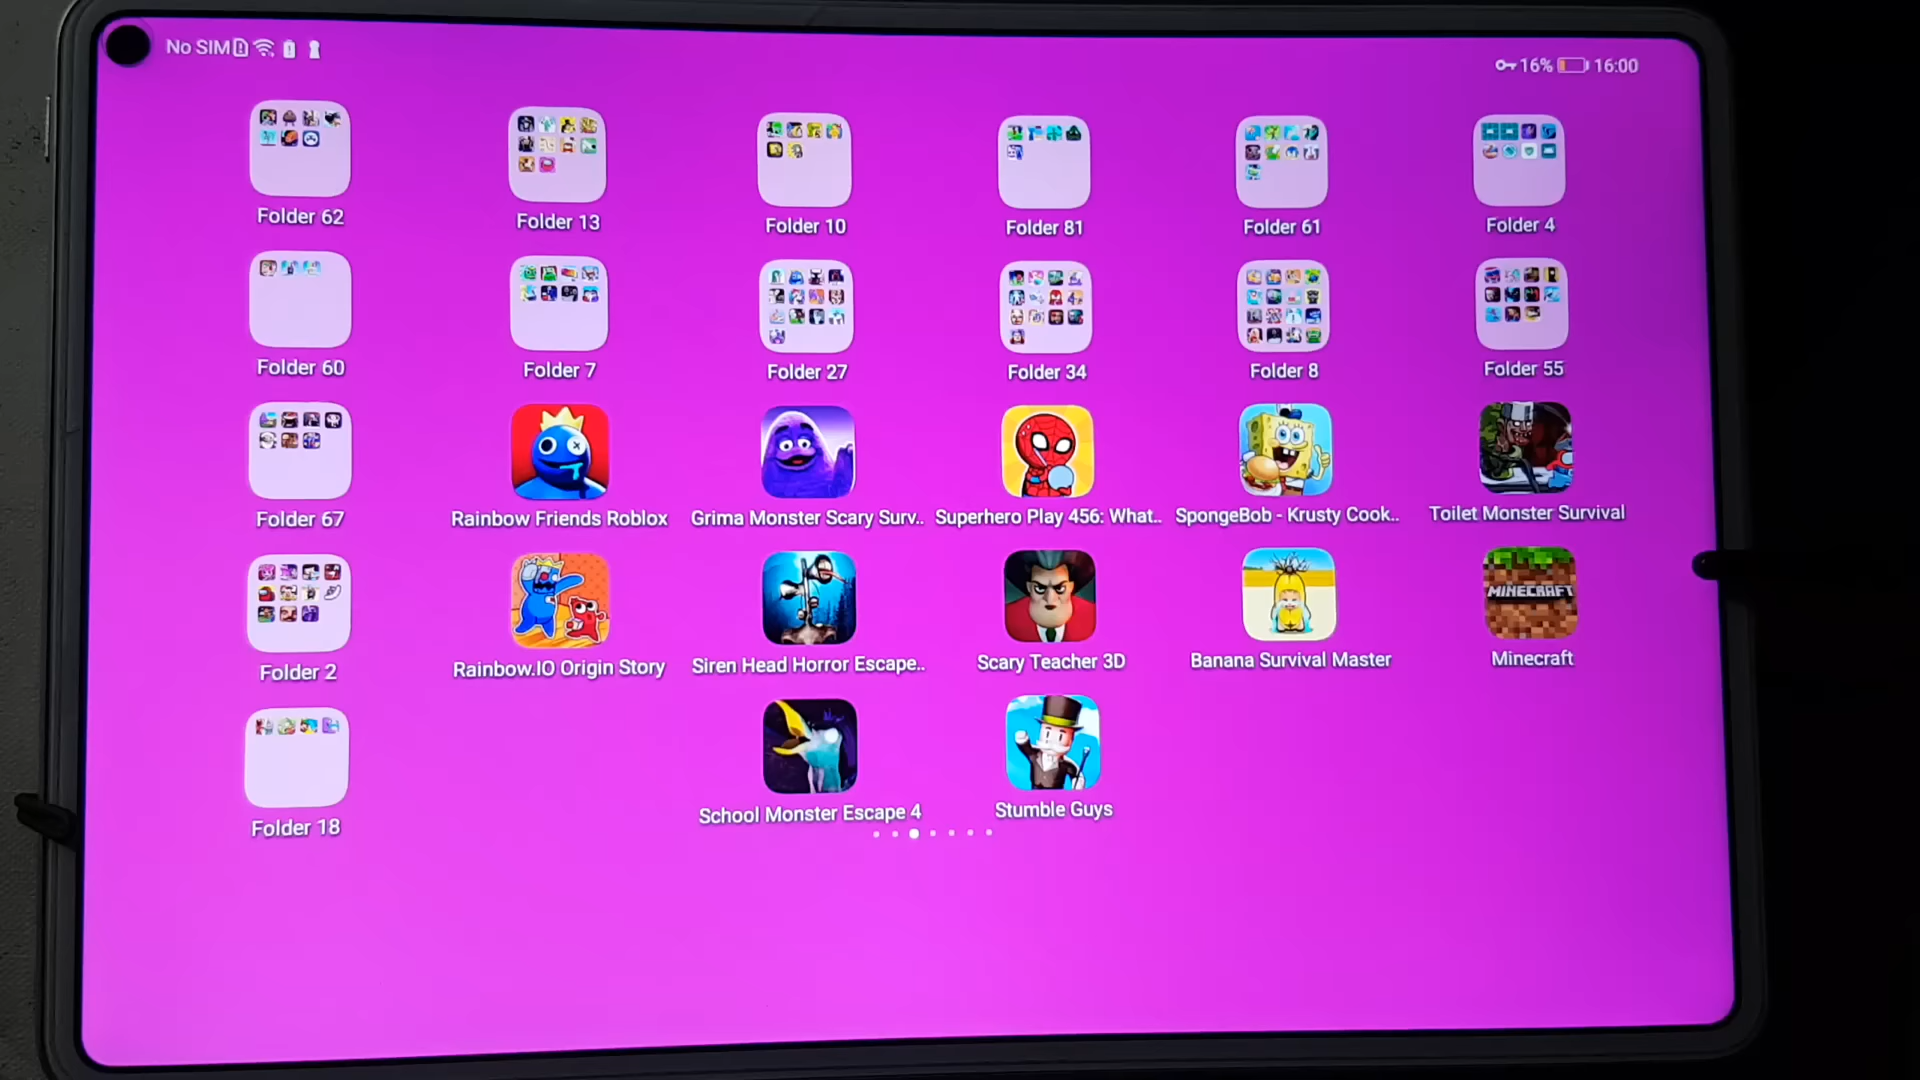 No SIM
16% 16:00
Folder 62
Folder 13
Folder 10
Folder 81
Folder 61
Folder 4
Folder 60
Folder 7
Folder 27
Folder 34
Folder 8
Folder 55
Folder 67
Rainbow Friends Roblox
Grima Monster Scary Surv..
Superhero Play 456: What..
SpongeBob - Krusty Cook..
Toilet Monster Survival
MINECRAFT
Folder 2
Rainbow.IO Origin Story
Siren Head Horror Escape..
Scary Teacher 3D
Banana Survival Master
Minecraft
Folder 18
School Monster Escape 4
Stumble Guys